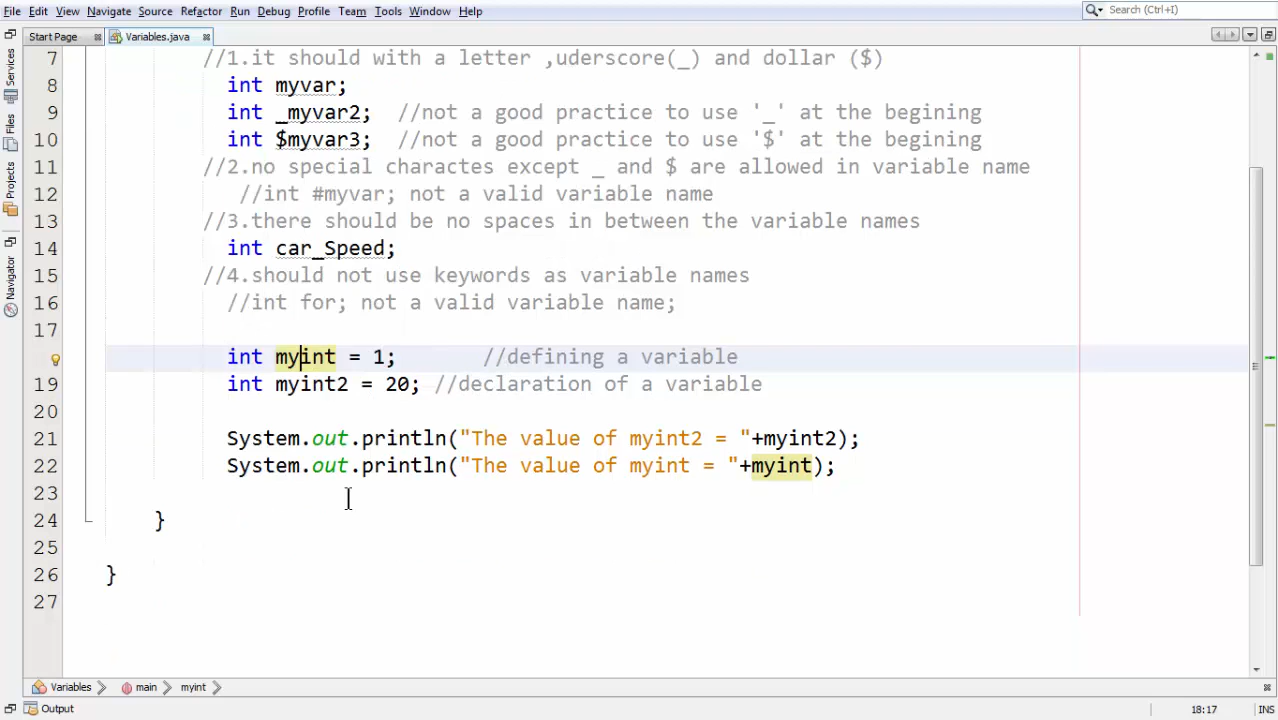 File Edit View Navigate Source Refactor Run Debug Profile Team Tools Window Help Search (Ctrl+I)
Start Page Variables.java
Services
Files
Projects
Navigator
7 //1.it should with a letter ,uderscore(_) and dollar ($)
8 int myvar;
9 int _myvar2; //not a good practice to use '_' at the begining
10 int $myvar3; //not a good practice to use '$' at the begining
11 //2.no special charactes except _ and $ are allowed in variable name
12 //int #myvar; not a valid variable name
13 //3.there should be no spaces in between the variable names
14 int car_Speed;
15 //4.should not use keywords as variable names
16 //int for; not a valid variable name;
17
int myint = 1; //defining a variable
19 int myint2 = 20; //declaration of a variable
20
21 System.out.println("The value of myint2 = "+myint2);
22 System.out.println("The value of myint = "+myint);
23
24 }
25
26 }
27
Variables main myint
Output 18:17 INS